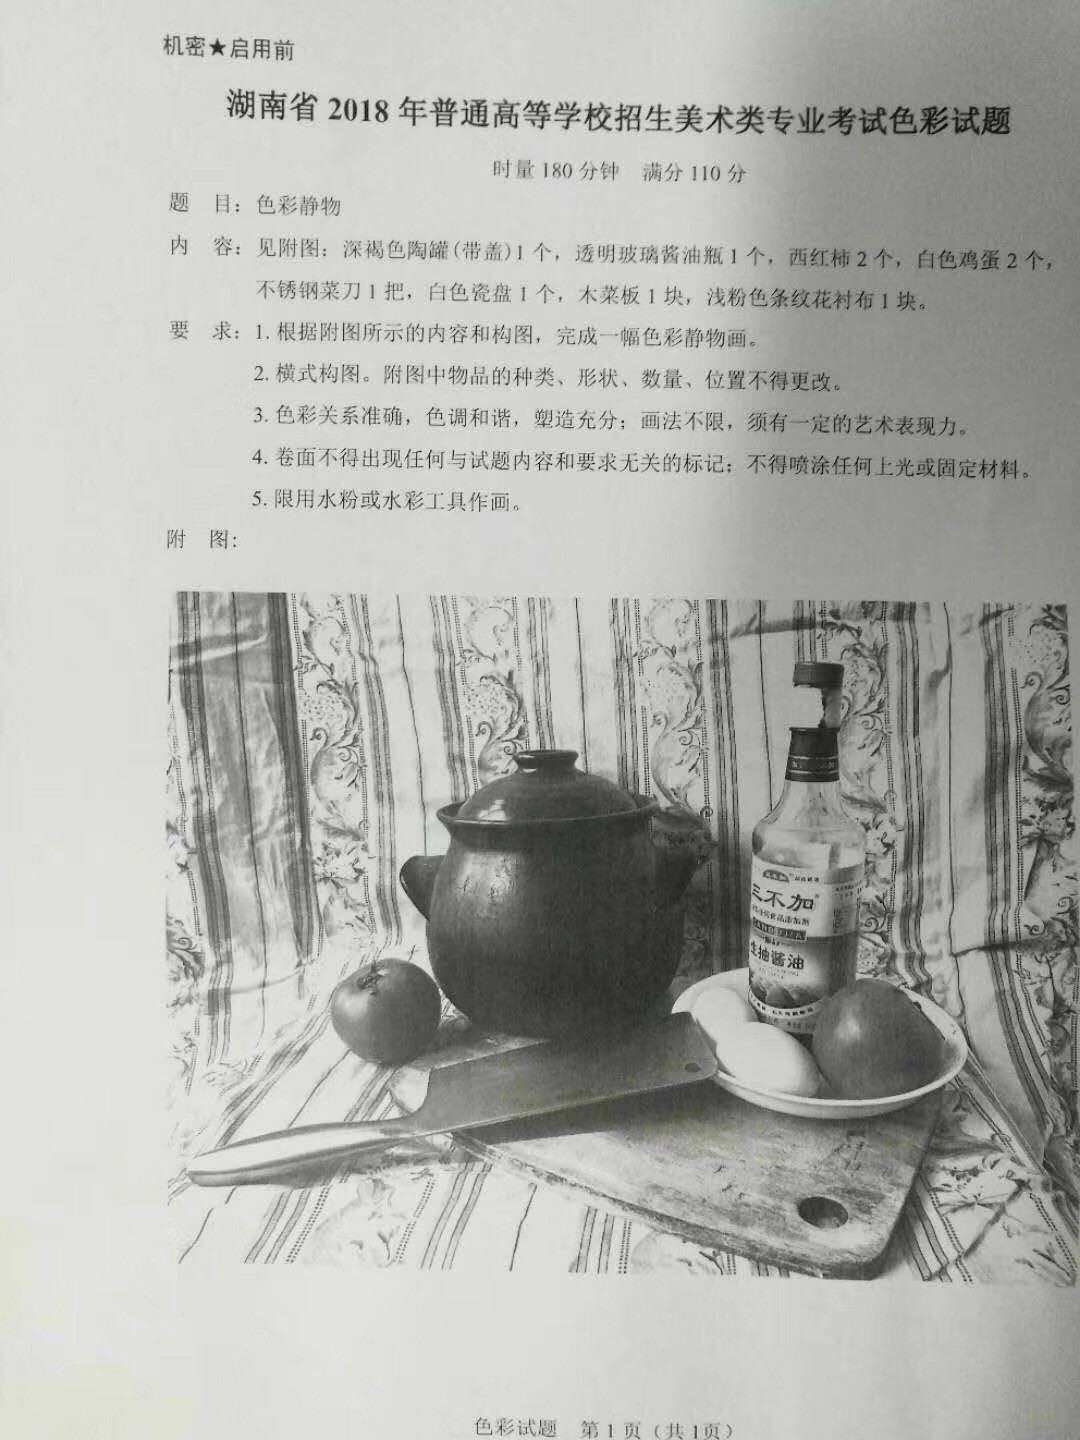 机密★启用前
湖南省 2018 年普通高等学校招生美术类专业考试色彩试题
时量 180 分钟 满分 110 分
题 目：色彩静物
内 容：见附图：深褐色陶罐(带盖)1 个，透明玻璃酱油瓶 1 个，西红柿 2 个，白色鸡蛋 2 个，
不锈钢菜刀 1 把，白色瓷盘 1 个，木菜板 1 块，浅粉色条纹花衬布 1 块。
要 求：1. 根据附图所示的内容和构图，完成一幅色彩静物画。
2. 横式构图。附图中物品的种类、形状、数量、位置不得更改。
3. 色彩关系准确，色调和谐，塑造充分；画法不限，须有一定的艺术表现力。
4. 卷面不得出现任何与试题内容和要求无关的标记；不得喷涂任何上光或固定材料。
5. 限用水粉或水彩工具作画。
附 图：
三不加
生抽酱油
色彩试题 第 1 页（共 1页）